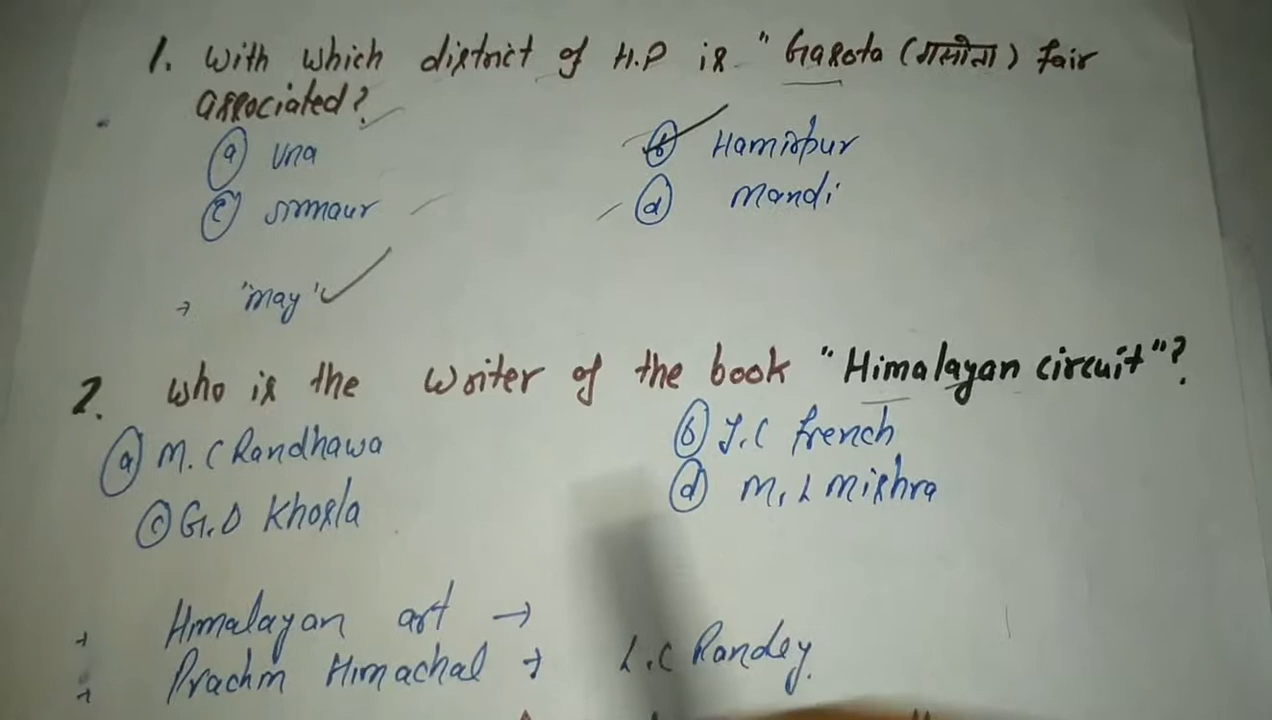 1. With which district of H.P is "Gasota (गसोता) fair
associated?
(a) Una (b) Hamirpur
(c) Sirmaur (d) Mandi
→ "May"
2. Who is the writer of the book "Himalayan circuit"?
(a) M.C Randhawa (b) J.C french
(c) G.D Khosla (d) M.L Mishra
→ Himalayan art →
→ Prachin Himachal → L.C Pandey.